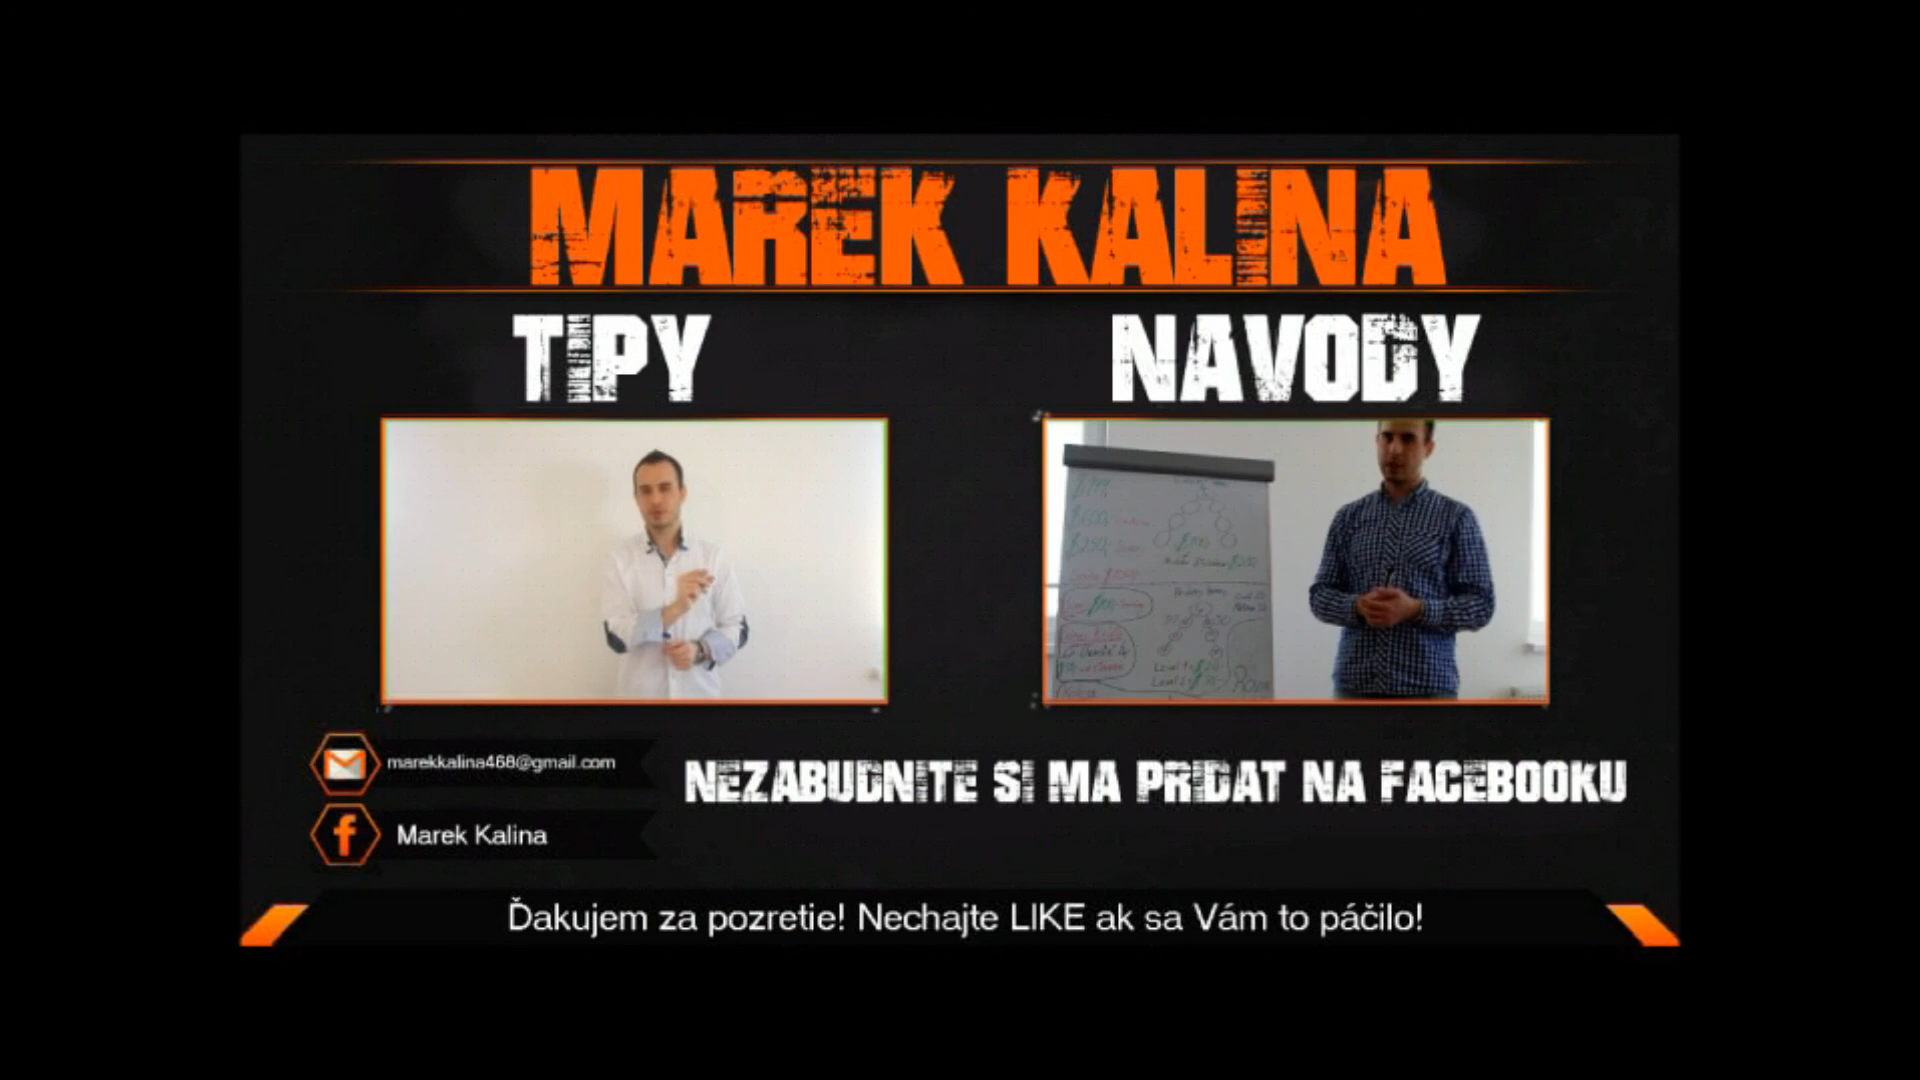 MAREK KALINA
TIPY
NAVODY
marekkalina468@gmail.com
NEZABUDNITE SI MA PRIDAT NA FACEBOOKU
Marek Kalina
Ďakujem za pozretie! Nechajte LIKE ak sa Vám to páčilo!